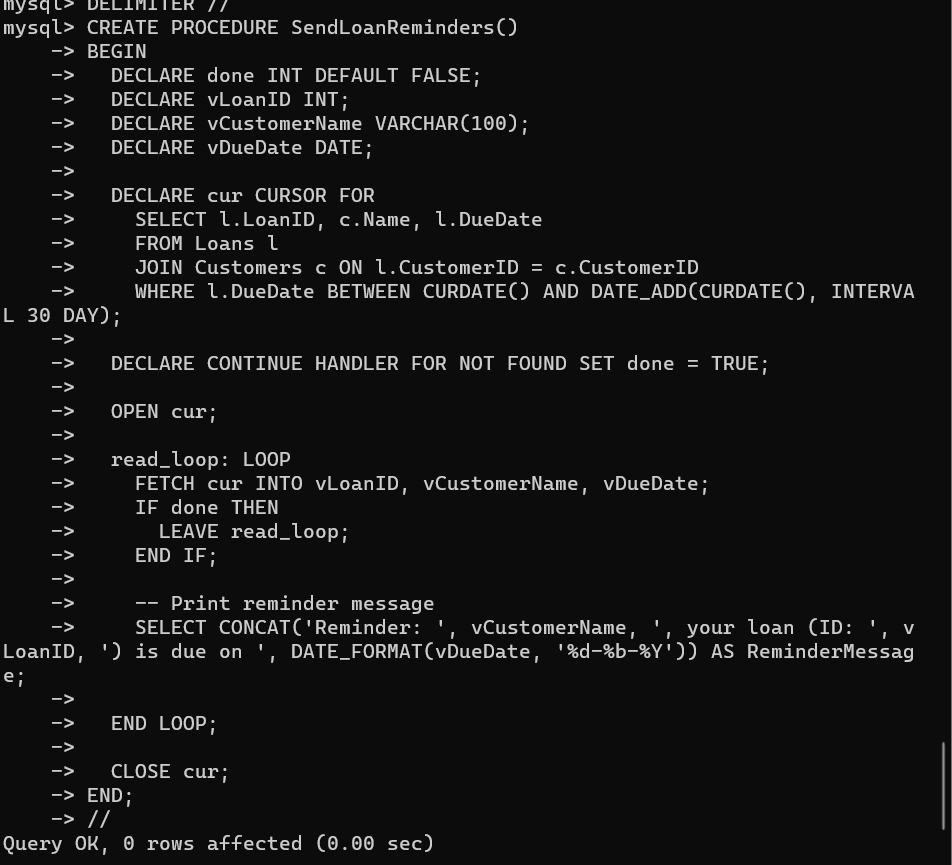 mysql> DELIMITER //
mysql> CREATE PROCEDURE SendLoanReminders()
    -> BEGIN
    ->   DECLARE done INT DEFAULT FALSE;
    ->   DECLARE vLoanID INT;
    ->   DECLARE vCustomerName VARCHAR(100);
    ->   DECLARE vDueDate DATE;
    ->
    ->   DECLARE cur CURSOR FOR
    ->     SELECT l.LoanID, c.Name, l.DueDate
    ->     FROM Loans l
    ->     JOIN Customers c ON l.CustomerID = c.CustomerID
    ->     WHERE l.DueDate BETWEEN CURDATE() AND DATE_ADD(CURDATE(), INTERVA
L 30 DAY);
    ->
    ->   DECLARE CONTINUE HANDLER FOR NOT FOUND SET done = TRUE;
    ->
    ->   OPEN cur;
    ->
    ->   read_loop: LOOP
    ->     FETCH cur INTO vLoanID, vCustomerName, vDueDate;
    ->     IF done THEN
    ->       LEAVE read_loop;
    ->     END IF;
    ->
    ->     -- Print reminder message
    ->     SELECT CONCAT('Reminder: ', vCustomerName, ', your loan (ID: ', v
LoanID, ') is due on ', DATE_FORMAT(vDueDate, '%d-%b-%Y')) AS ReminderMessag
e;
    ->
    ->   END LOOP;
    ->
    ->   CLOSE cur;
    -> END;
    -> //
Query OK, 0 rows affected (0.00 sec)